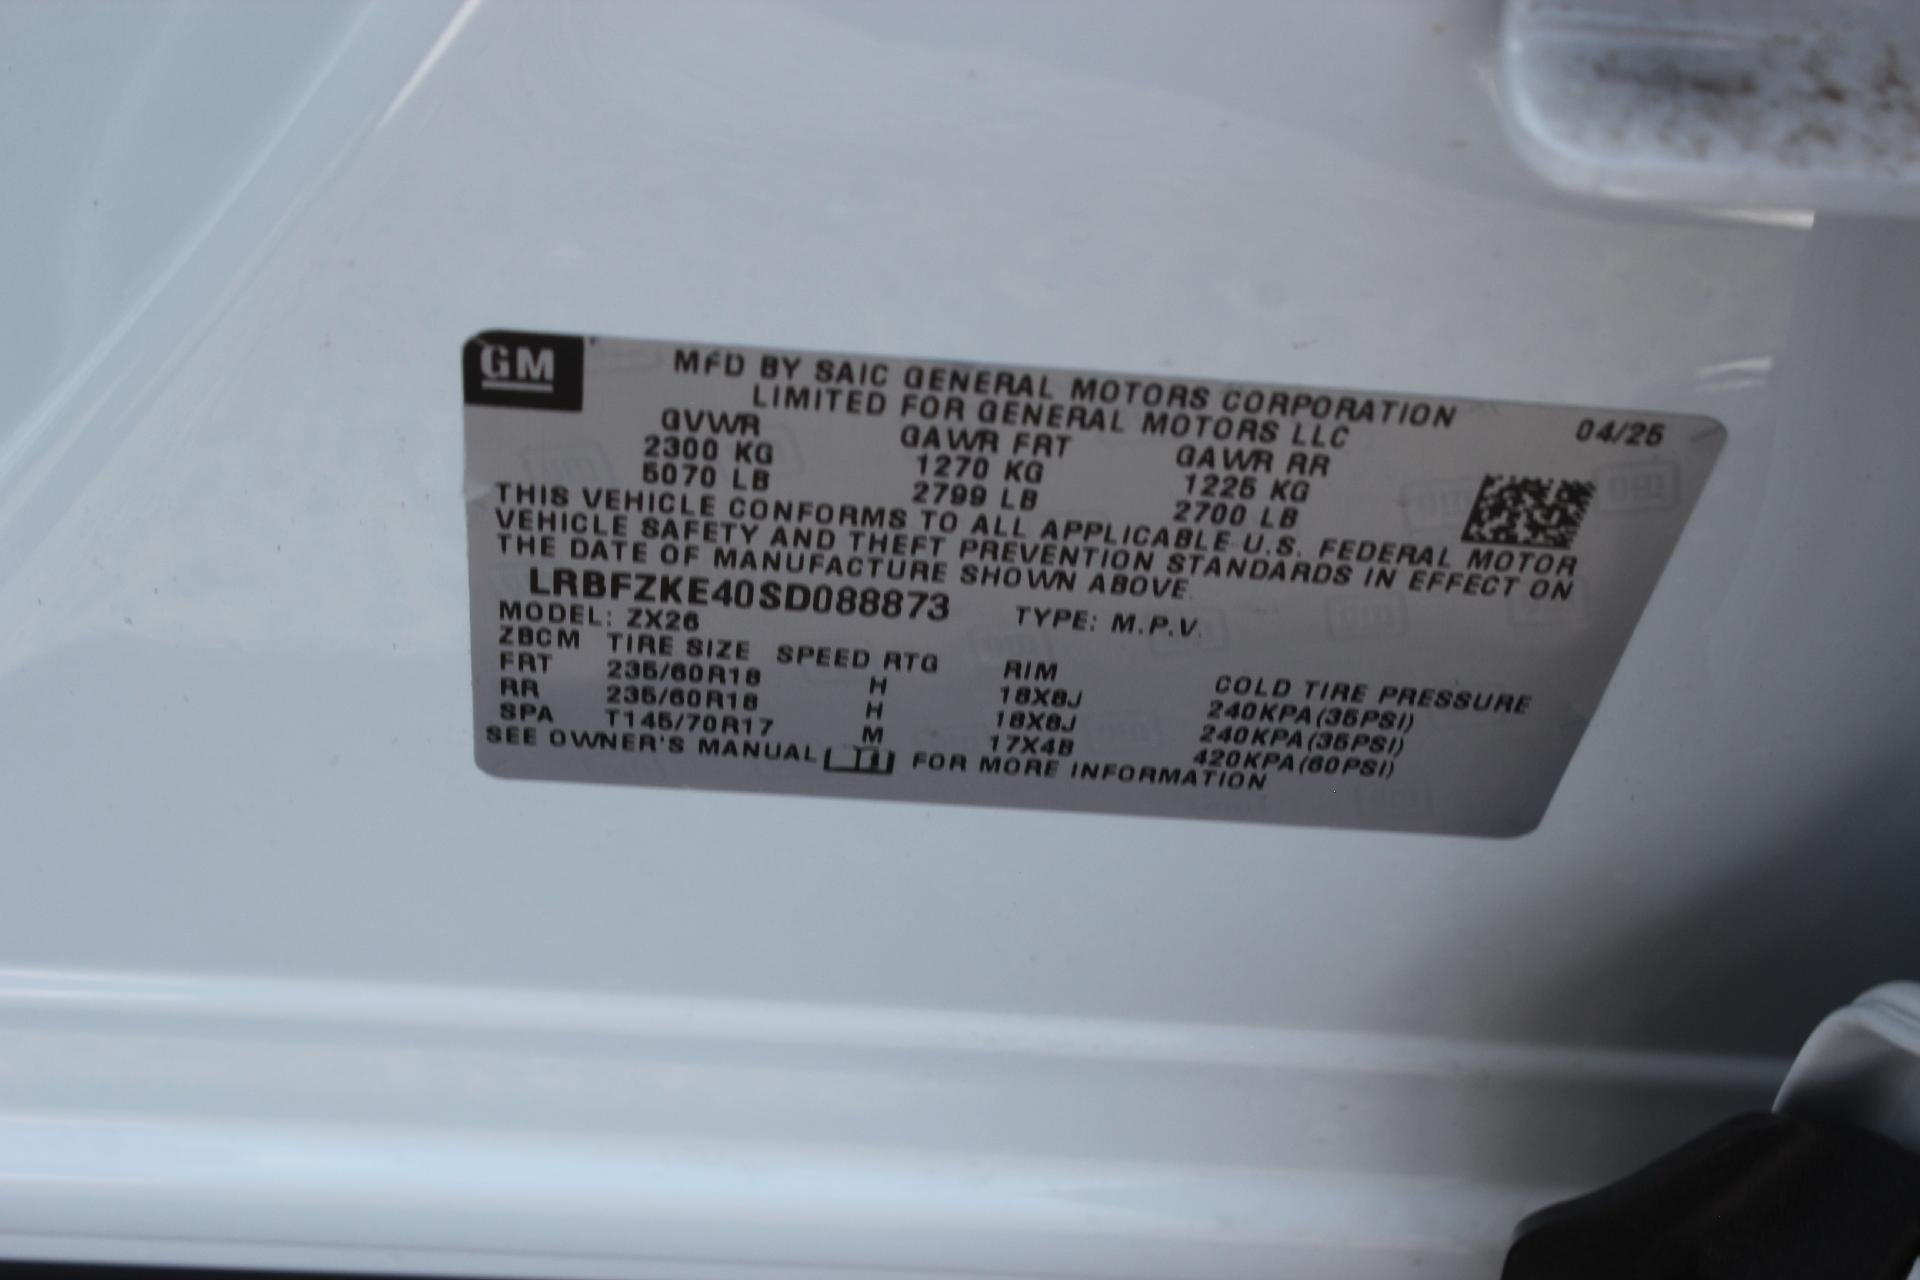 GM
MFD BY SAIC GENERAL MOTORS CORPORATION
LIMITED FOR GENERAL MOTORS LLC
04/25
GVWR GAWR FRT GAWR RR
2300 KG 1270 KG 1225 KG
5070 LB 2799 LB 2700 LB
THIS VEHICLE CONFORMS TO ALL APPLICABLE U.S. FEDERAL MOTOR
VEHICLE SAFETY AND THEFT PREVENTION STANDARDS IN EFFECT ON
THE DATE OF MANUFACTURE SHOWN ABOVE.
LRBFZKE40SD088873 TYPE: M.P.V.
MODEL: ZX26
ZBCM TIRE SIZE SPEED RTG RIM COLD TIRE PRESSURE
FRT 235/60R18 H 18X8J 240KPA(35PSI)
RR 235/60R18 H 18X8J 240KPA(35PSI)
SPA T145/70R17 M 17X4B 420KPA(60PSI)
SEE OWNER'S MANUAL FOR MORE INFORMATION